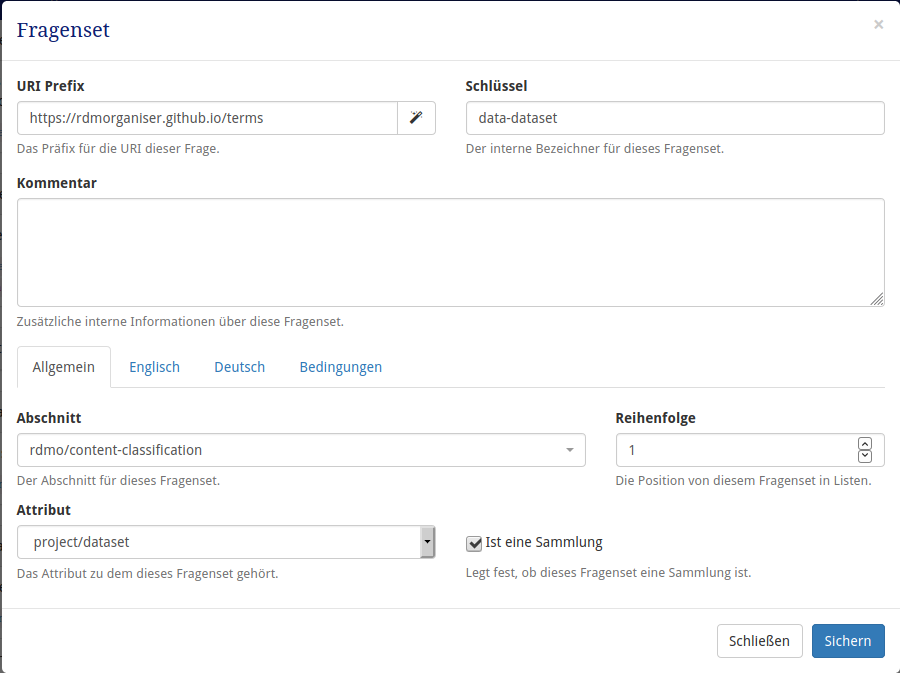 Fragenset
×
URI Prefix
Schlüssel
https://rdmorganiser.github.io/terms
data-dataset
Das Präfix für die URI dieser Frage.
Der interne Bezeichner für dieses Fragenset.
Kommentar
Zusätzliche interne Informationen über diese Fragenset.
Allgemein Englisch Deutsch Bedingungen
Abschnitt
Reihenfolge
rdmo/content-classification
1
Der Abschnitt für dieses Fragenset.
Die Position von diesem Fragenset in Listen.
Attribut
project/dataset
Ist eine Sammlung
Das Attribut zu dem dieses Fragenset gehört.
Legt fest, ob dieses Fragenset eine Sammlung ist.
Schließen Sichern